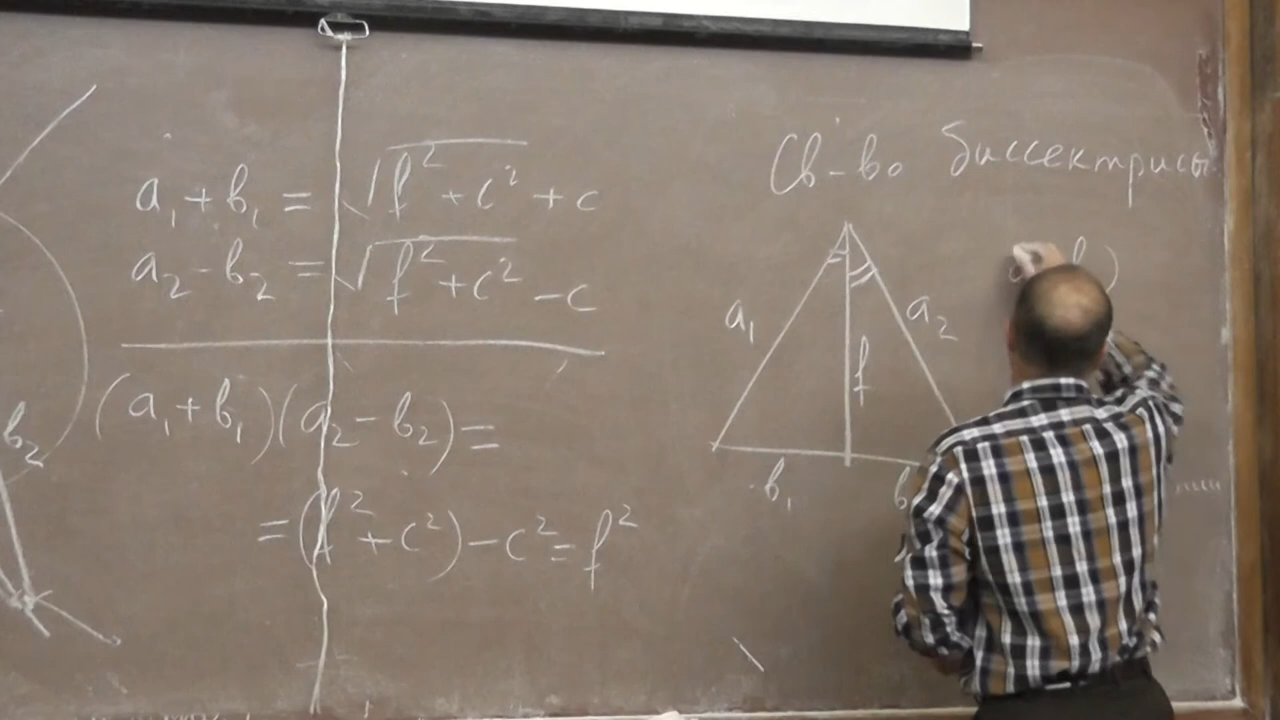 a₁ + b₁ = √(f² + c²) + c
a₂ - b₂ = √(f² + c²) - c
(a₁ + b₁)(a₂ - b₂) =
= (f² + c²) - c² = f²
b₂
Св-во биссектрисы
a₁
a₂
f
b₁
b